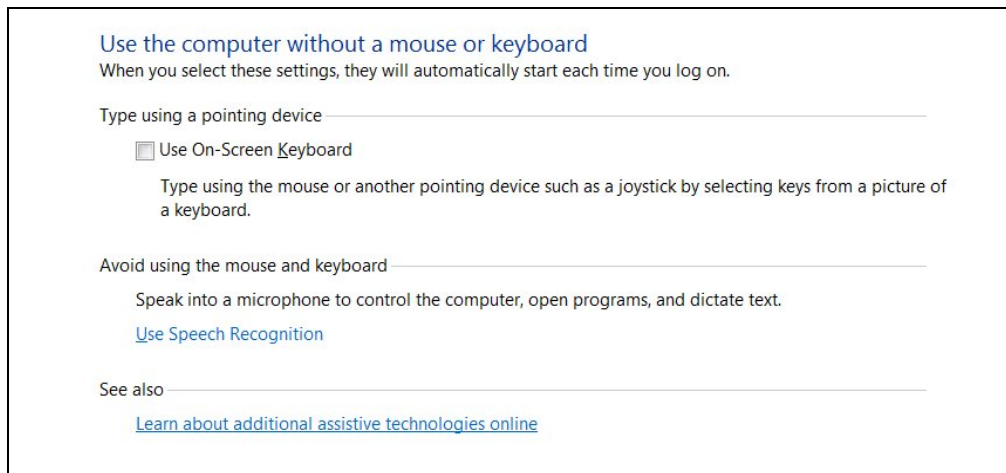 Use the computer without a mouse or keyboard
When you select these settings, they will automatically start each time you log on.
Type using a pointing device
Use On-Screen Keyboard
Type using the mouse or another pointing device such as a joystick by selecting keys from a picture of
a keyboard.
Avoid using the mouse and keyboard
Speak into a microphone to control the computer, open programs, and dictate text.
Use Speech Recognition
See also
Learn about additional assistive technologies online